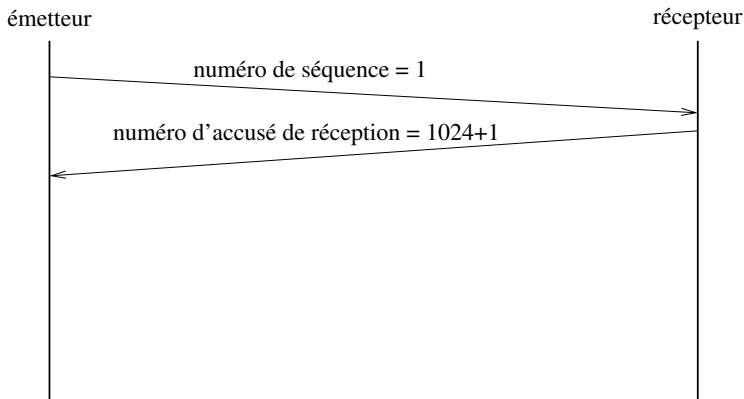 émetteur
récepteur
numéro de séquence = 1
numéro d'accusé de réception = 1024+1